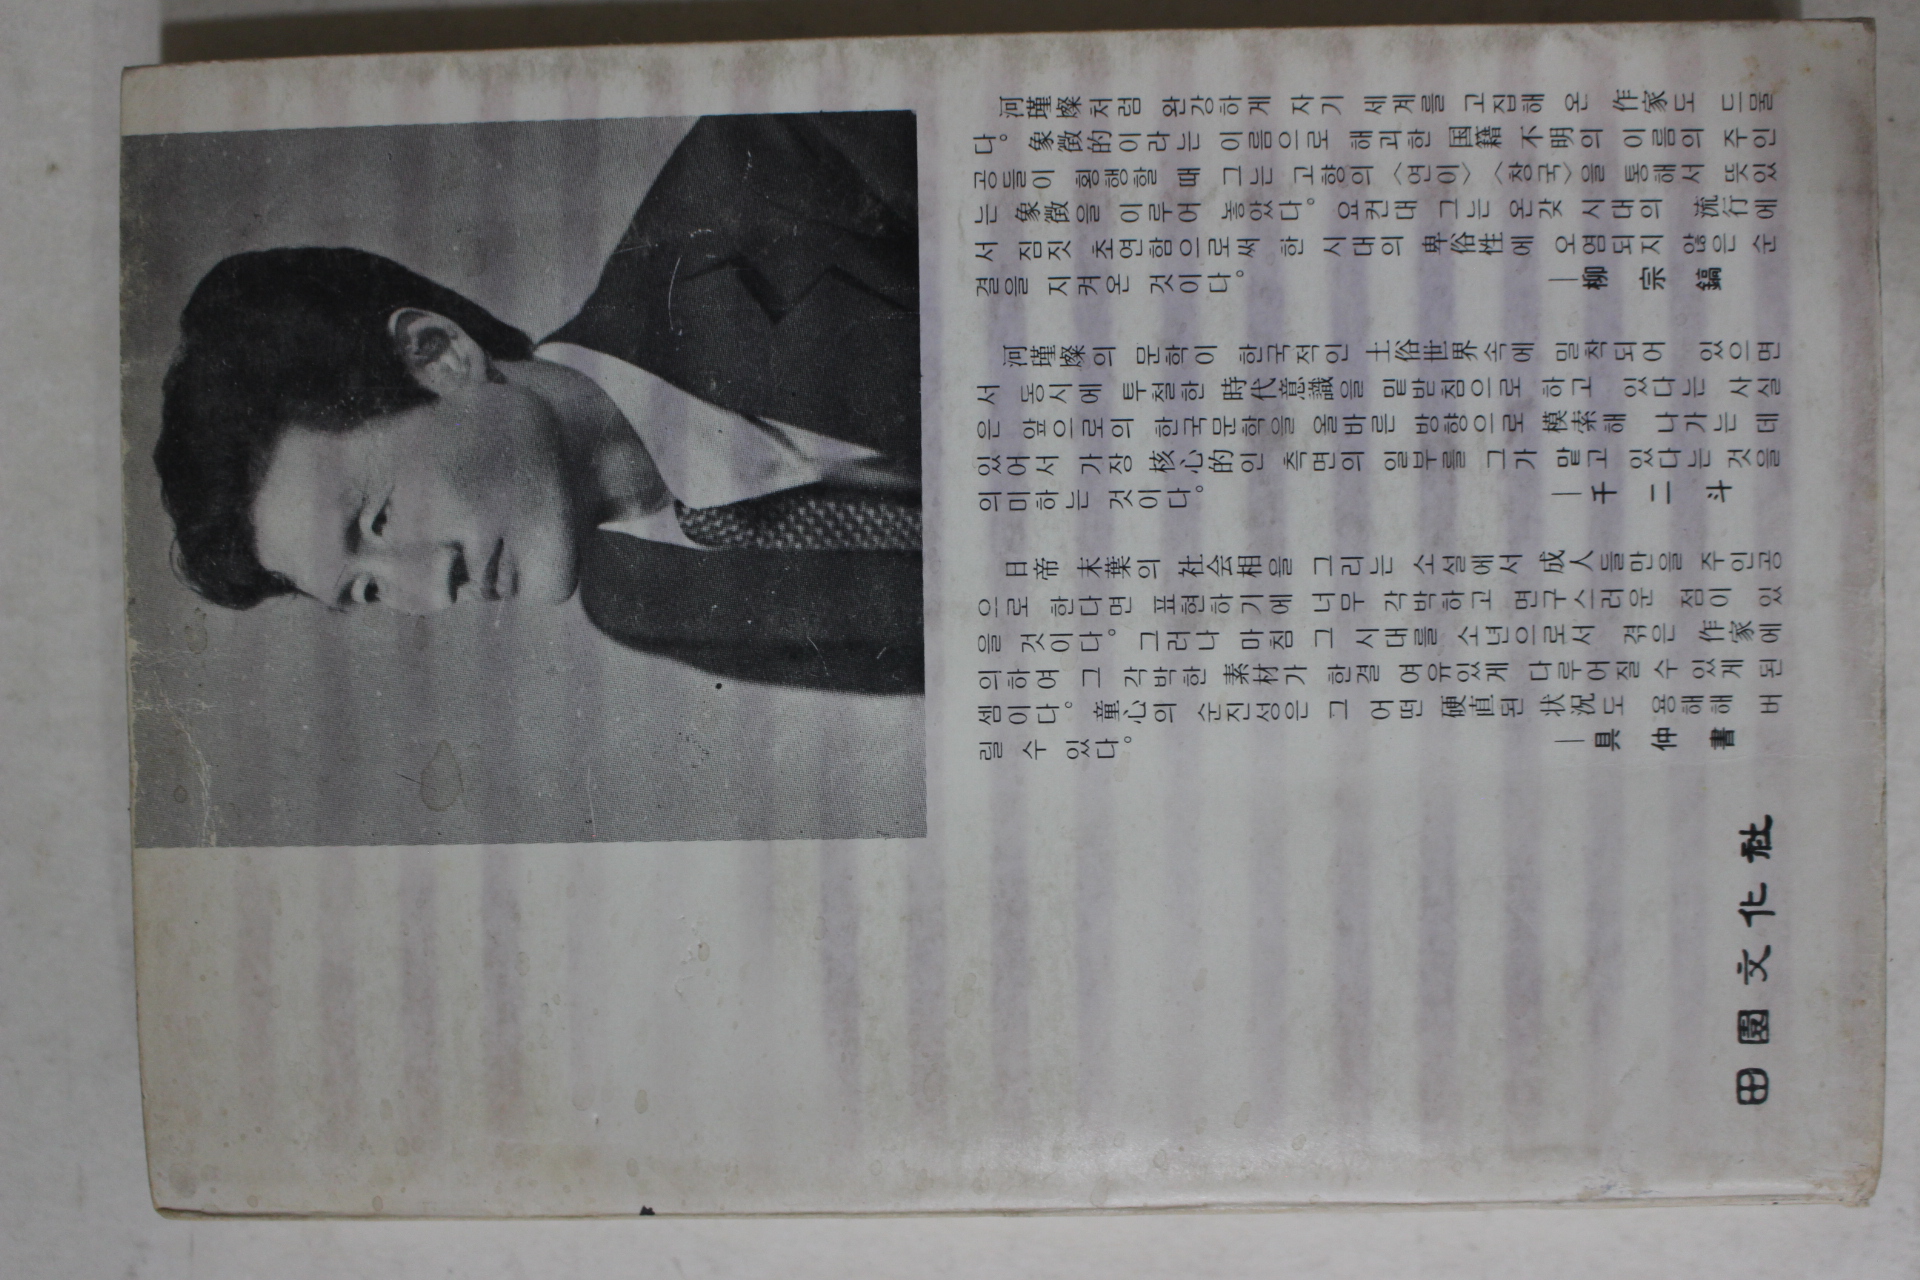 河瑾燦처럼 완강하게 자기 세계를 고집해 온 作家도 드물
다。 象徵的이라는 이름으로 해괴한 国籍 不明의 이름의 주인
공들이 횡행할 때 그는 고향의 〈연이〉〈창국〉을 통해서 뜻있
는 象徵을 이루어 놓았다。 요컨대 그는 온갖 시대의 流行에
서 짐짓 초연함으로써 한 시대의 卑俗性에 오염되지 않은 순
결을 지켜 온 것이다。 —柳 宗 鎬
河瑾燦의 문학이 한국적인 土俗世界속에 밀착되어 있으면
서 동시에 투철한 時代意識을 밑받침으로 하고 있다는 사실
은 앞으로의 한국문학을 올바른 방향으로 模索해 나가는 데
있어서 가장 核心的인 측면의 일부를 그가 맡고 있다는 것을
의미하는 것이다。 —千 二 斗
日帝 末葉의 社会相을 그리는 소설에서 成人들만을 주인공
으로 한다면 표현하기에 너무 각박하고 면구스러운 점이 있
을 것이다。 그러나 마침 그 시대를 소년으로서 겪은 作家에
의하여 그 각박한 素材가 한결 여유있게 다루어질 수 있게 된
셈이다。 童心의 순진성은 그 어떤 硬直된 状況도 용해해 버
릴 수 있다。 —具 仲 書
田園文化社